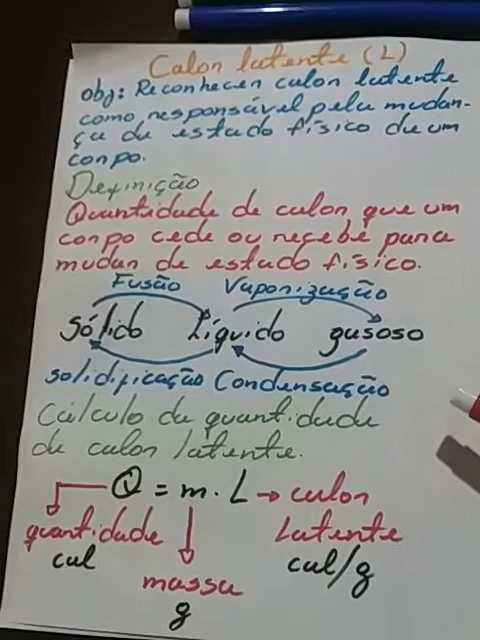 Calor latente (L)
obj: Reconhecer calor latente
como responsável pela mudan-
ça de estado físico de um
corpo.
Definição
Quantidade de calor que um
corpo cede ou recebe para
mudar de estado físico.
Fusão Vaporização
Sólido Líquido gasoso
solidificação Condensação
Cálculo da quantidade
de calor latente.
Q = m. L → calor
quantidade latente
cal cal/g
massa
g